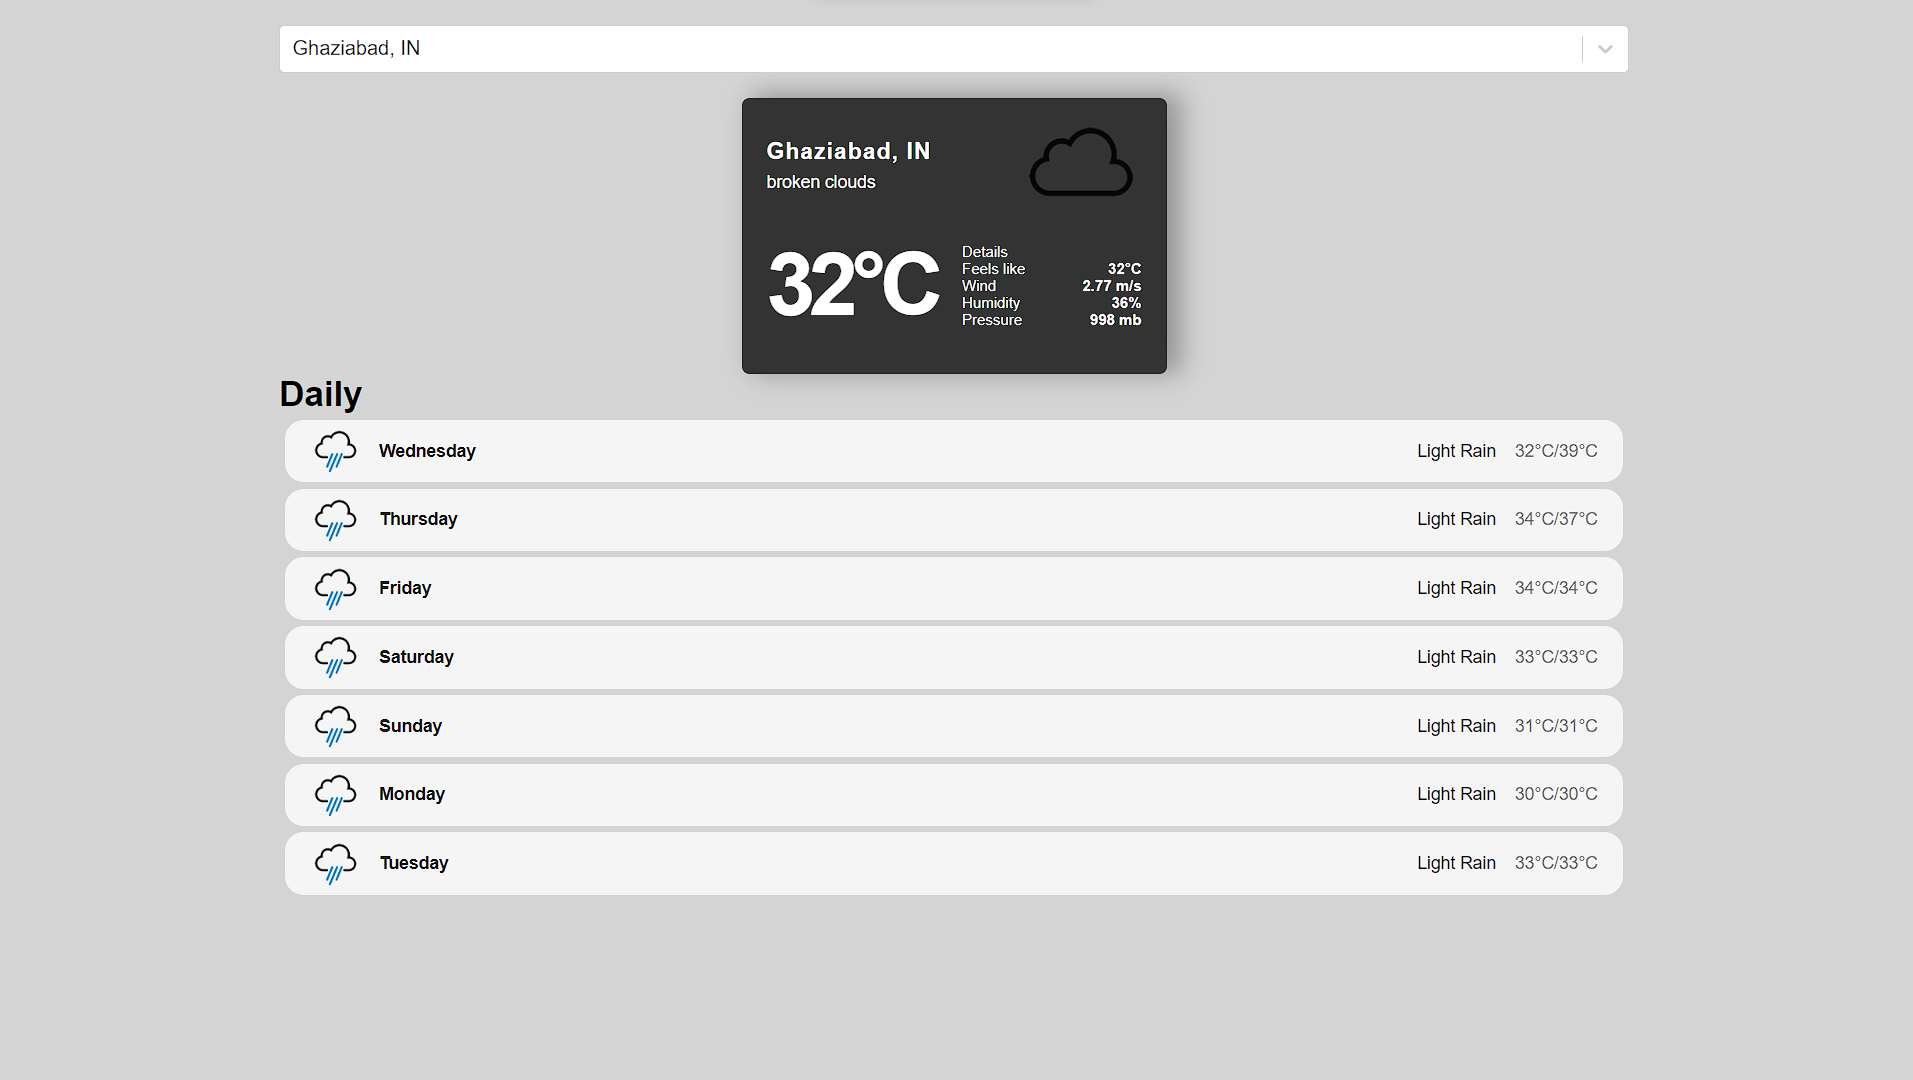 Ghaziabad, IN
Ghaziabad, IN
broken clouds
32°C
Details
Feels like 32°C
Wind 2.77 m/s
Humidity 36%
Pressure 998 mb
Daily
Wednesday Light Rain 32°C/39°C
Thursday Light Rain 34°C/37°C
Friday Light Rain 34°C/34°C
Saturday Light Rain 33°C/33°C
Sunday Light Rain 31°C/31°C
Monday Light Rain 30°C/30°C
Tuesday Light Rain 33°C/33°C